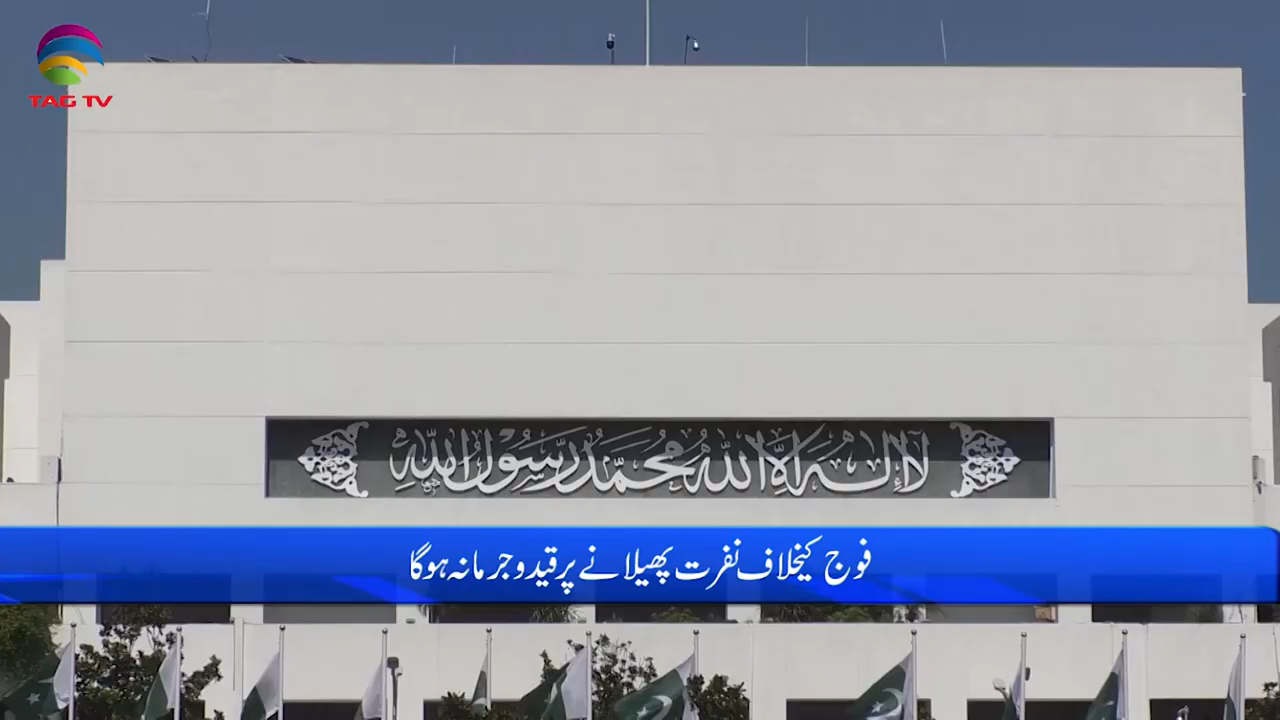 TAG TV
لا إله إلا الله محمد رسول الله
فوج کیخلاف نفرت پھیلانے پر قید و جرمانہ ہوگا